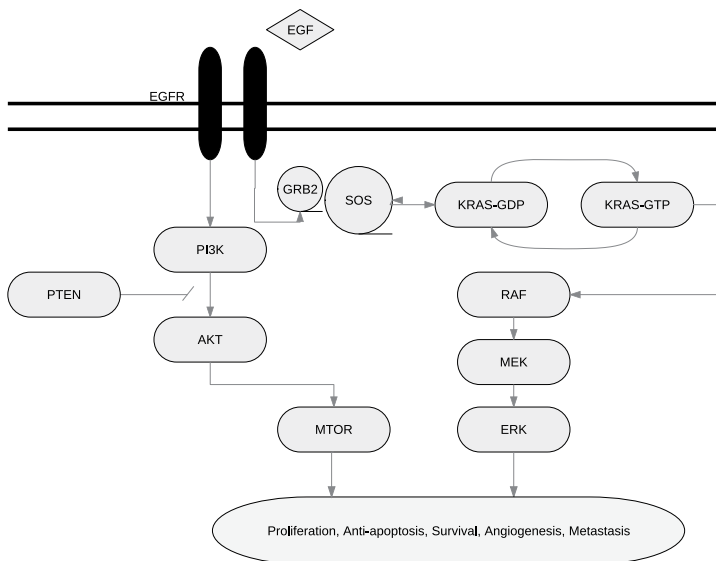 EGF
EGFR
GRB2
SOS
KRAS-GDP
KRAS-GTP
PI3K
PTEN
RAF
AKT
MEK
MTOR
ERK
Proliferation, Anti-apoptosis, Survival, Angiogenesis, Metastasis